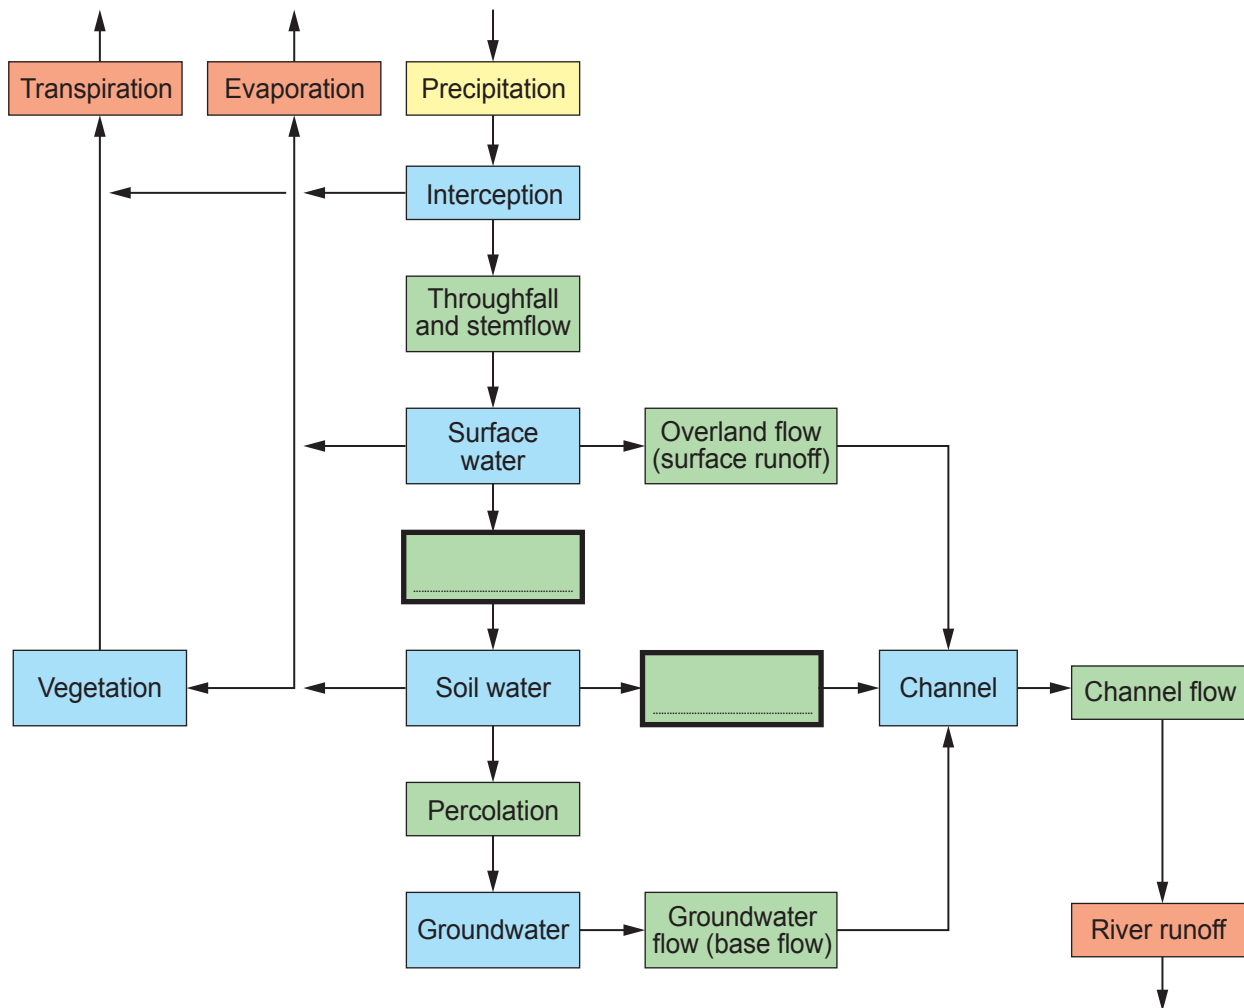 Transpiration
Evaporation
Precipitation
Interception
Throughfall
and stemflow
Surface
water
Overland flow
(surface runoff)
Vegetation
Soil water
Channel
Channel flow
Percolation
Groundwater
Groundwater
flow (base flow)
River runoff